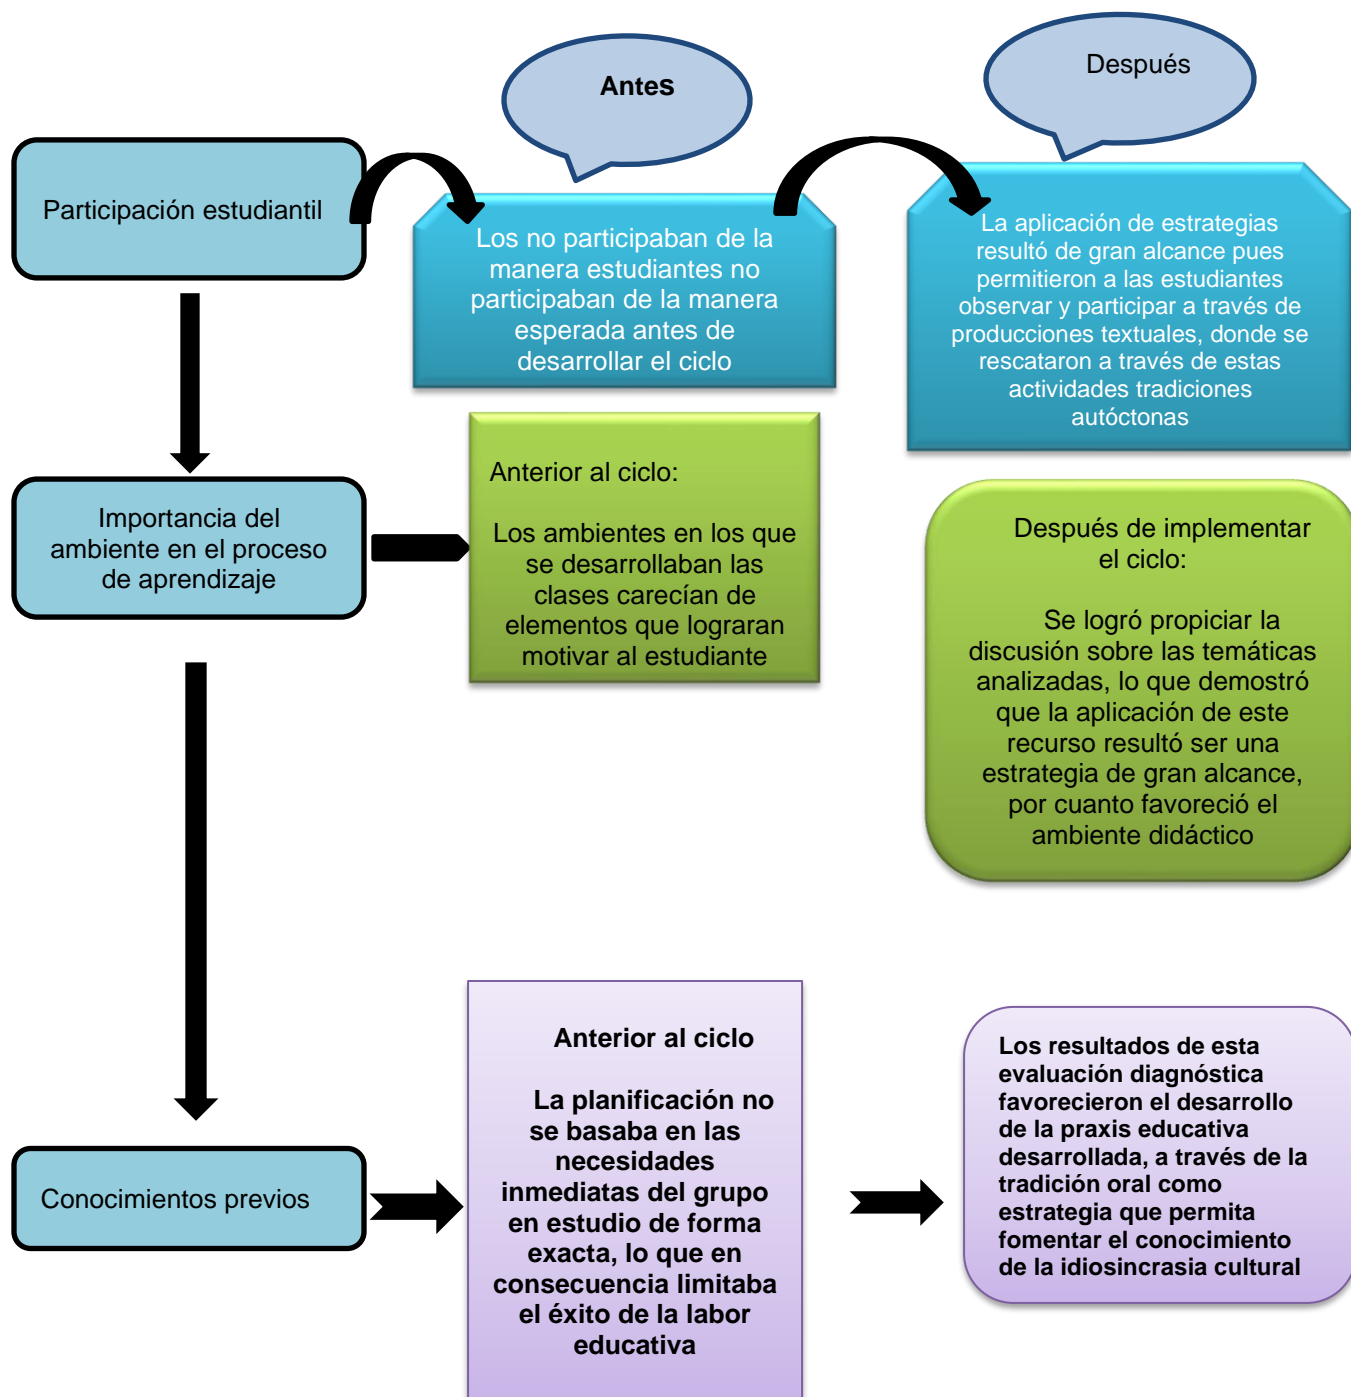 Antes
Después
Participación estudiantil
Los no participaban de la
manera estudiantes no
participaban de la manera
esperada antes de
desarrollar el ciclo
La aplicación de estrategias
resultó de gran alcance pues
permitieron a las estudiantes
observar y participar a través de
producciones textuales, donde se
rescataron a través de estas
actividades tradiciones
autóctonas
Importancia del
ambiente en el proceso
de aprendizaje
Anterior al ciclo:
Los ambientes en los que
se desarrollaban las
clases carecían de
elementos que lograran
motivar al estudiante
Después de implementar
el ciclo:
Se logró propiciar la
discusión sobre las temáticas
analizadas, lo que demostró
que la aplicación de este
recurso resultó ser una
estrategia de gran alcance,
por cuanto favoreció el
ambiente didáctico
Conocimientos previos
Anterior al ciclo
La planificación no
se basaba en las
necesidades
inmediatas del grupo
en estudio de forma
exacta, lo que en
consecuencia limitaba
el éxito de la labor
educativa
Los resultados de esta
evaluación diagnóstica
favorecieron el desarrollo
de la praxis educativa
desarrollada, a través de la
tradición oral como
estrategia que permita
fomentar el conocimiento
de la idiosincrasia cultural